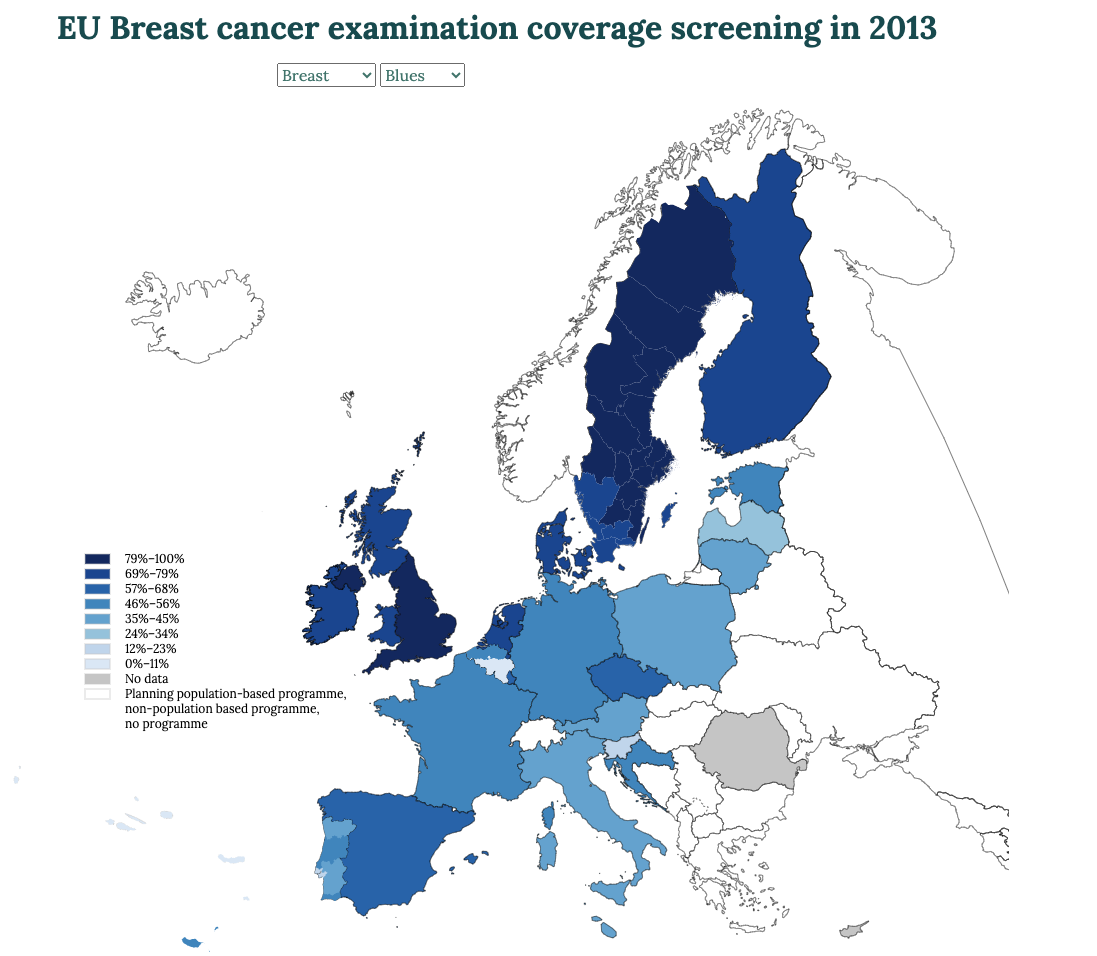 EU Breast cancer examination coverage screening in 2013
Breast Blues
79%–100%
69%–79%
57%–68%
46%–56%
35%–45%
24%–34%
12%–23%
0%–11%
No data
Planning population-based programme,
non-population based programme,
no programme